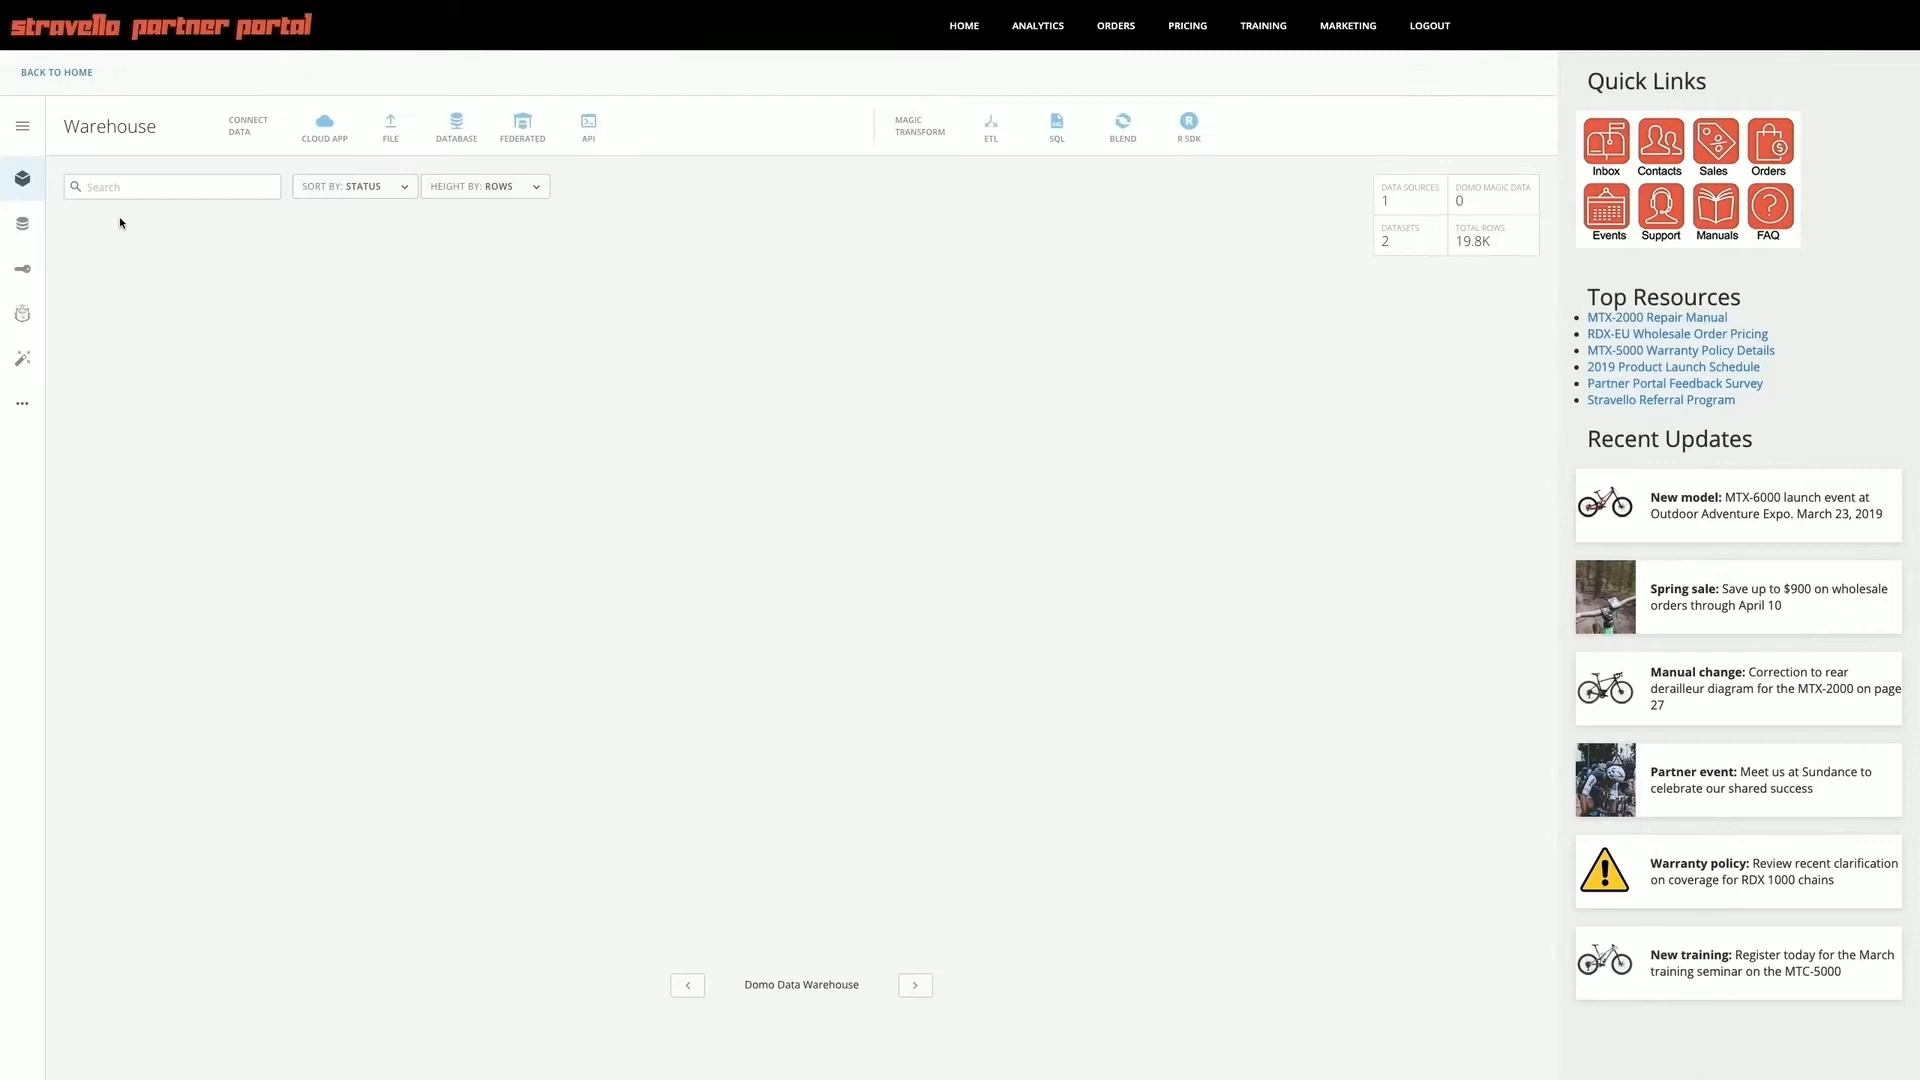 stravello partner portal
HOME ANALYTICS ORDERS PRICING TRAINING MARKETING LOGOUT
BACK TO HOME
Warehouse
CONNECT
DATA
CLOUD APP
FILE
DATABASE
FEDERATED
API
MAGIC
TRANSFORM
ETL
SQL
BLEND
R SDK
Search
SORT BY: STATUS
HEIGHT BY: ROWS
DATA SOURCES
1
DOMO MAGIC DATA
0
DATASETS
2
TOTAL ROWS
19.8K
Domo Data Warehouse
Quick Links
Inbox Contacts Sales Orders
Events Support Manuals FAQ
Top Resources
MTX-2000 Repair Manual
RDX-EU Wholesale Order Pricing
MTX-5000 Warranty Policy Details
2019 Product Launch Schedule
Partner Portal Feedback Survey
Stravello Referral Program
Recent Updates
New model: MTX-6000 launch event at
Outdoor Adventure Expo. March 23, 2019
Spring sale: Save up to $900 on wholesale
orders through April 10
Manual change: Correction to rear
derailleur diagram for the MTX-2000 on page
27
Partner event: Meet us at Sundance to
celebrate our shared success
Warranty policy: Review recent clarification
on coverage for RDX 1000 chains
New training: Register today for the March
training seminar on the MTC-5000